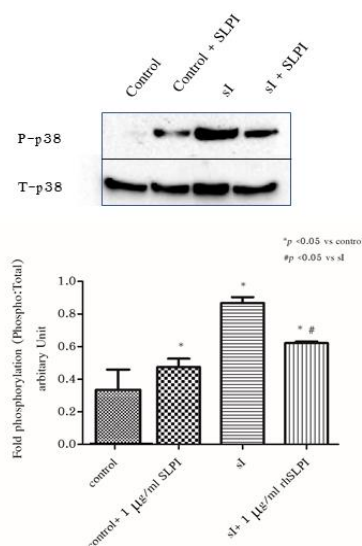 Control
Control + SLPI
sI
sI + SLPI
P-p38
T-p38
*p <0.05 vs contro
#p <0.05 vs sI
Fold phosphorylation (Phospho:Total)
arbitary Unit
1.0
0.8
0.6
0.4
0.2
0.0
*
*
* #
control
control+ 1 µg/ml SLPI
sI
sI+ 1 µg/ml rhSLPI